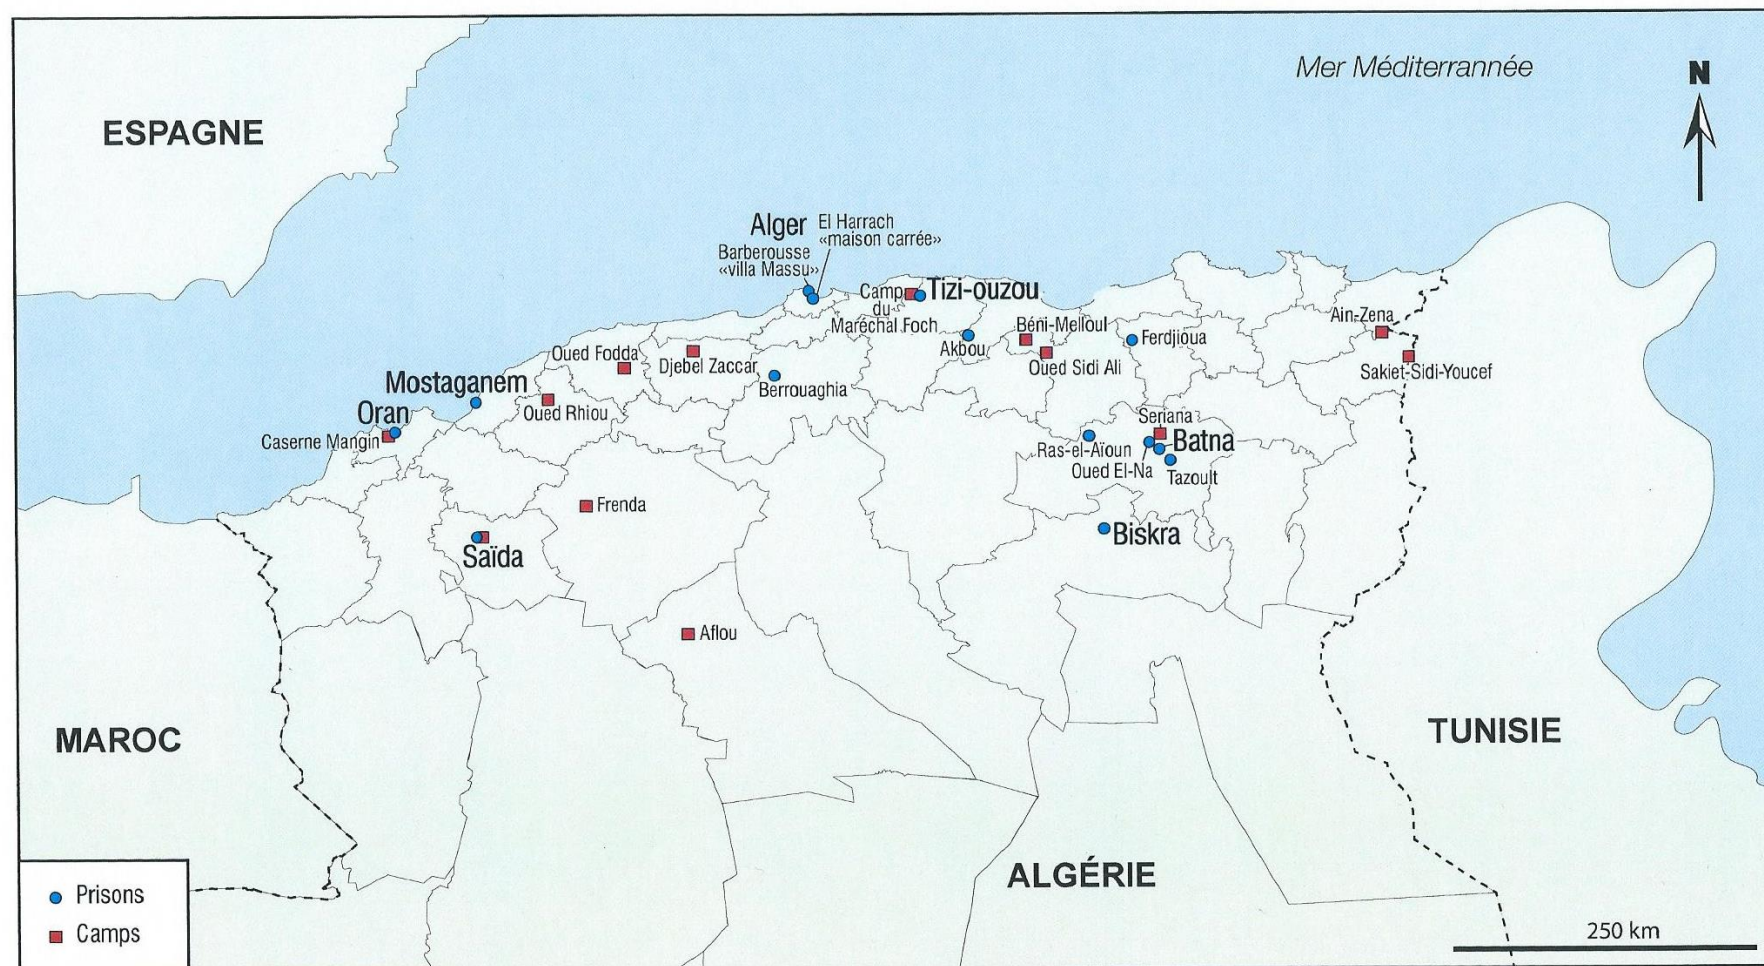 Mer Méditerrannée
N
ESPAGNE
Alger
El Harrach
«maison carrée»
Barberousse
«villa Massu»
Camp
du
Maréchal Foch
Tizi-ouzou
Akbou
Béni-Melloul
Oued Sidi Ali
Ferdjioua
Ain-Zena
Sakiet-Sidi-Youcef
Oued Fodda
Djebel Zaccar
Berrouaghia
Mostaganem
Oued Rhiou
Oran
Caserne Mangin
Seriana
Batna
Ras-el-Aïoun
Oued El-Na
Tazoult
Frenda
Saïda
Biskra
Aflou
MAROC
TUNISIE
ALGÉRIE
Prisons
Camps
250 km